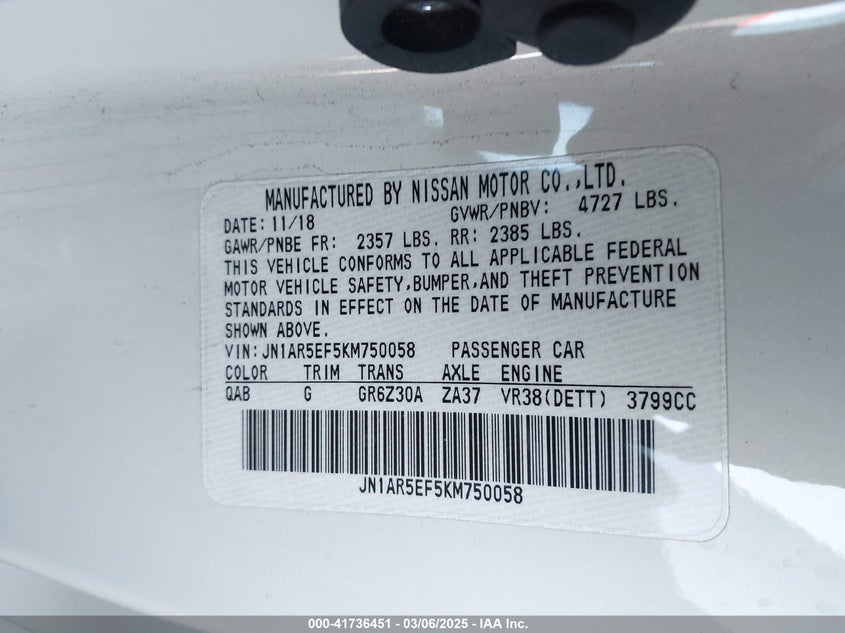 MANUFACTURED BY NISSAN MOTOR CO.,LTD.
DATE: 11/18 GVWR/PNBV: 4727 LBS.
GAWR/PNBE FR: 2357 LBS. RR: 2385 LBS.
THIS VEHICLE CONFORMS TO ALL APPLICABLE FEDERAL
MOTOR VEHICLE SAFETY,BUMPER,AND THEFT PREVENTION
STANDARDS IN EFFECT ON THE DATE OF MANUFACTURE
SHOWN ABOVE.
VIN:JN1AR5EF5KM750058 PASSENGER CAR
COLOR TRIM TRANS AXLE ENGINE
QAB G GR6Z30A ZA37 VR38(DETT) 3799CC
JN1AR5EF5KM750058
000-41736451 - 03/06/2025 - IAA Inc.